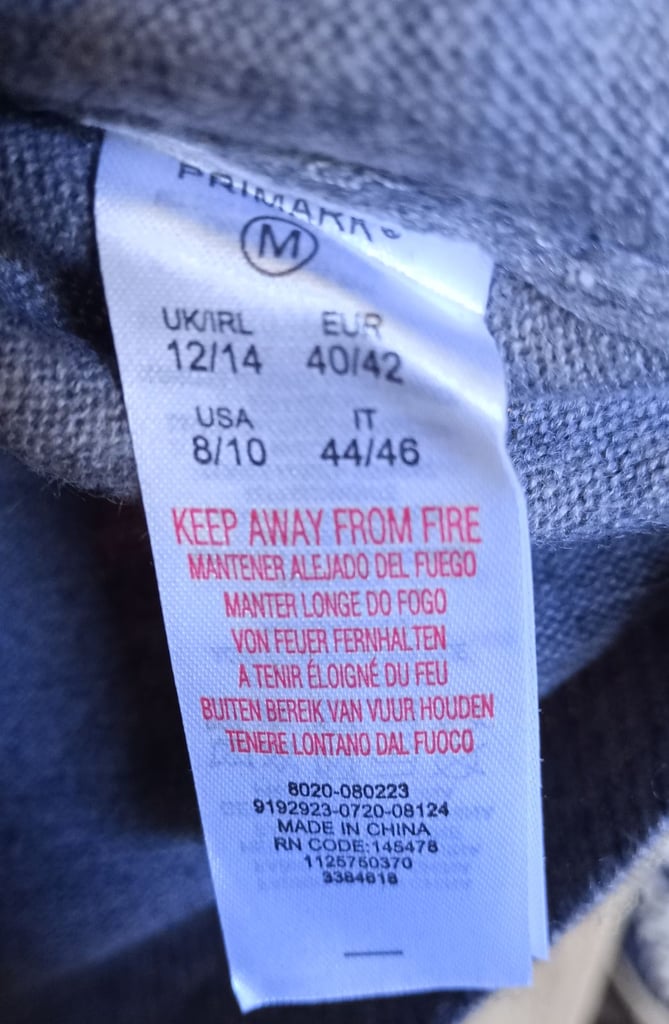 PRIMARK®
M
UK/IRL EUR
12/14 40/42
USA IT
8/10 44/46
KEEP AWAY FROM FIRE
MANTENER ALEJADO DEL FUEGO
MANTER LONGE DO FOGO
VON FEUER FERNHALTEN
A TENIR ÉLOIGNÉ DU FEU
BUITEN BEREIK VAN VUUR HOUDEN
TENERE LONTANO DAL FUOCO
8020-080223
9192923-0720-08124
MADE IN CHINA
RN CODE:145478
1125750370
3384618